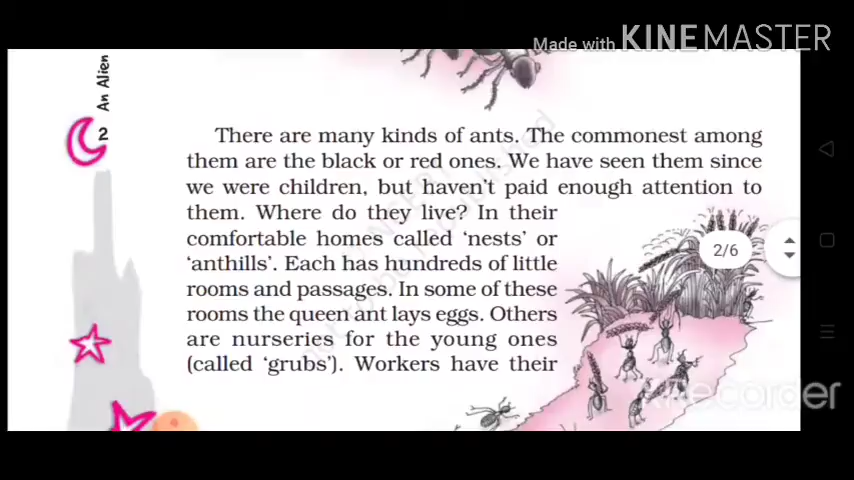 Made with KINEMASTER
An Alien
2
There are many kinds of ants. The commonest among
them are the black or red ones. We have seen them since
we were children, but haven't paid enough attention to
them. Where do they live? In their
comfortable homes called 'nests' or
'anthills'. Each has hundreds of little
rooms and passages. In some of these
rooms the queen ant lays eggs. Others
are nurseries for the young ones
(called 'grubs'). Workers have their
2/6